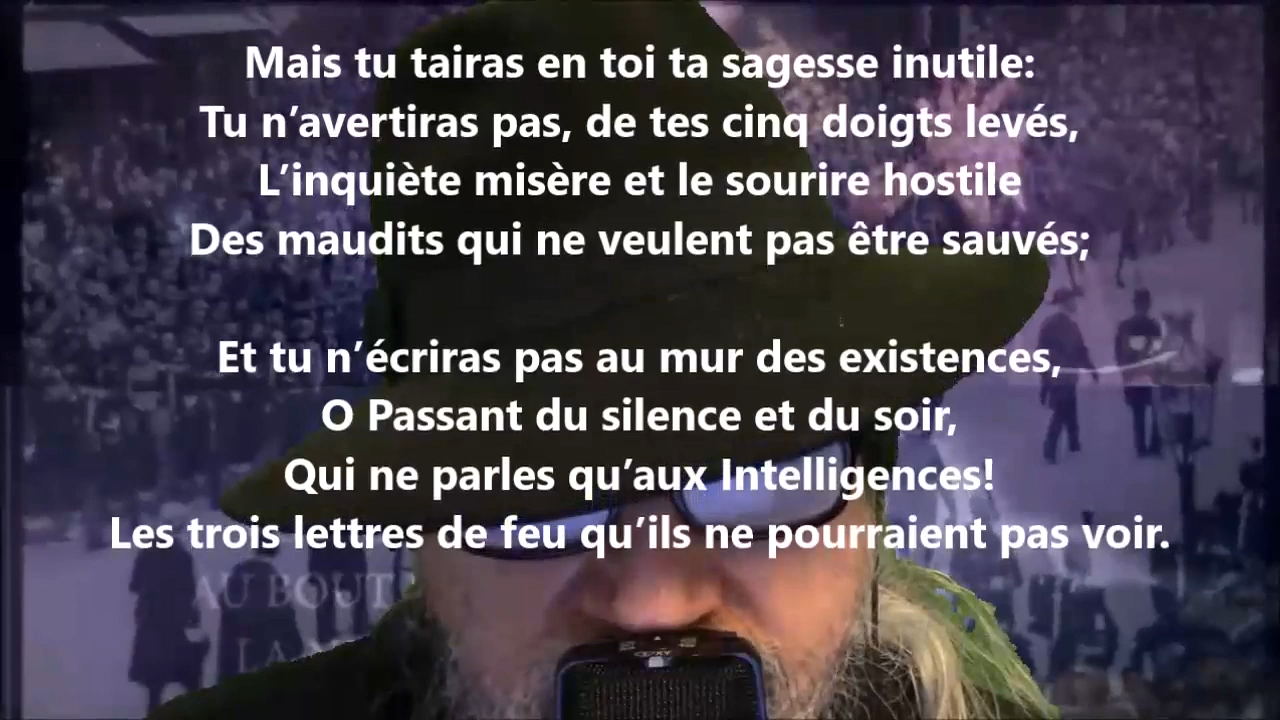 Mais tu tairas en toi ta sagesse inutile:
Tu n’avertiras pas, de tes cinq doigts levés,
L’inquiète misère et le sourire hostile
Des maudits qui ne veulent pas être sauvés;
Et tu n’écriras pas au mur des existences,
O Passant du silence et du soir,
Qui ne parles qu’aux Intelligences!
Les trois lettres de feu qu’ils ne pourraient pas voir.
AU BOUT